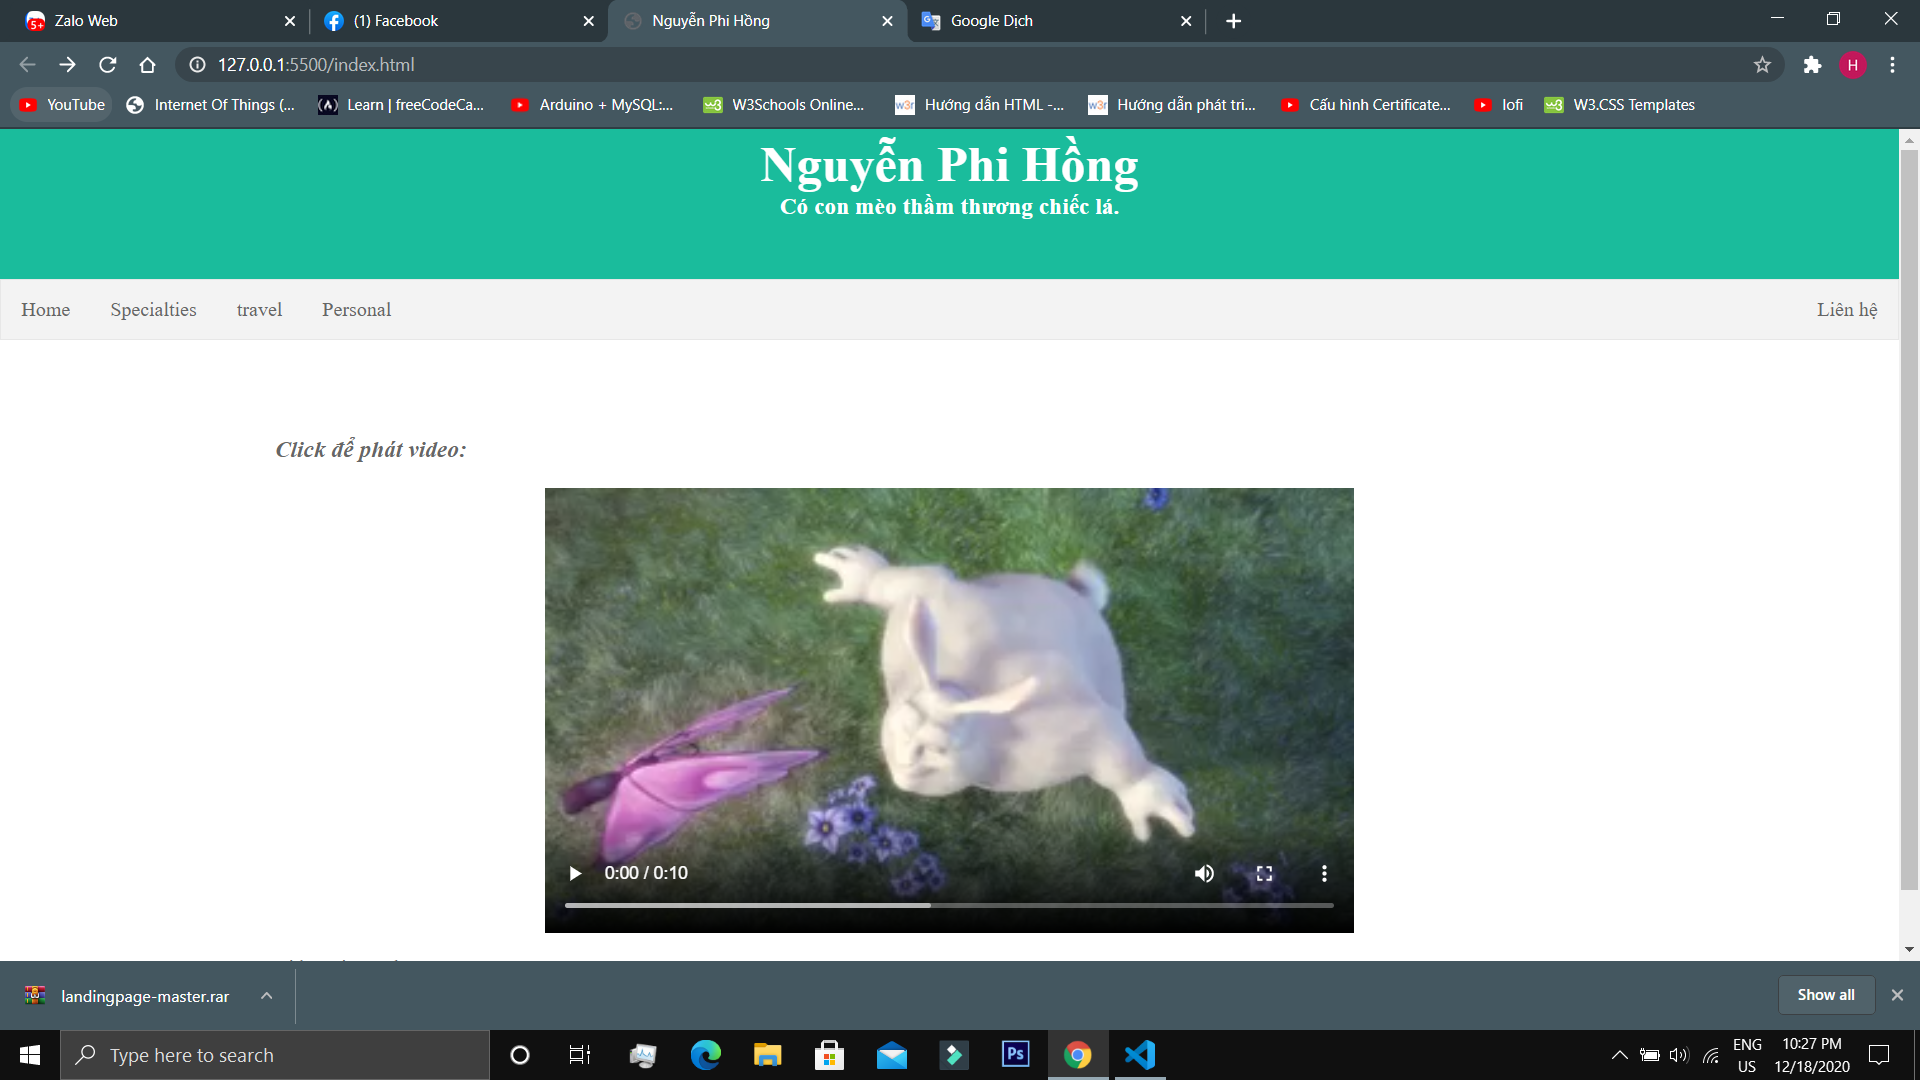 Zalo Web
(1) Facebook
Nguyễn Phi Hồng
Google Dịch
127.0.0.1:5500/index.html
H
YouTube
Internet Of Things (...
Learn | freeCodeCa...
Arduino + MySQL:...
W3Schools Online...
Hướng dẫn HTML -...
Hướng dẫn phát tri...
Cấu hình Certificate...
lofi
W3.CSS Templates
Nguyễn Phi Hồng
Có con mèo thầm thương chiếc lá.
Home
Specialties
travel
Personal
Liên hệ
Click để phát video:
0:00 / 0:10
landingpage-master.rar
Show all
Type here to search
Ps
ENG
US
10:27 PM
12/18/2020